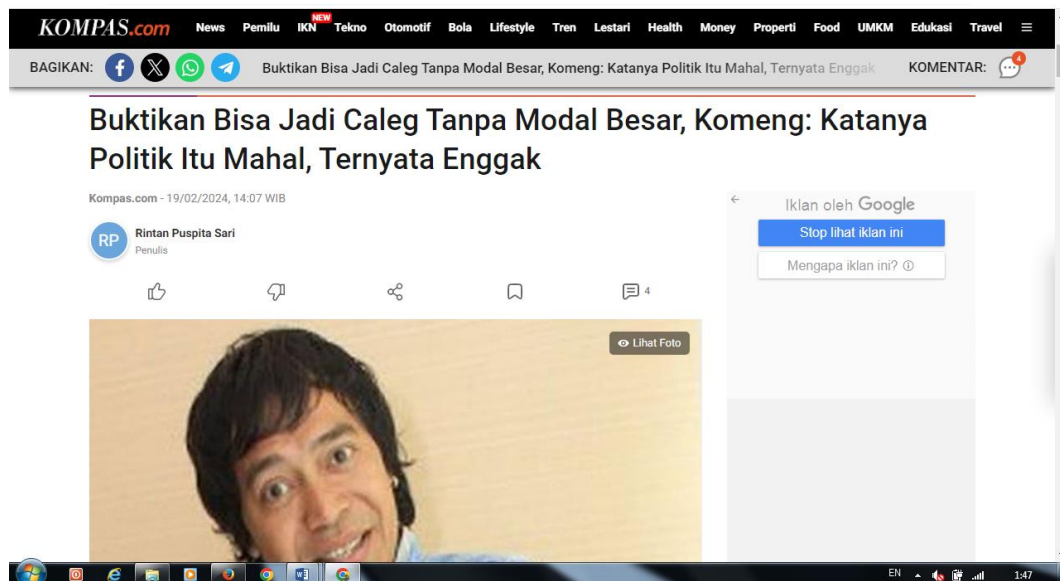 KOMPAS.com News Pemilu IKN NEW Tekno Otomotif Bola Lifestyle Tren Lestari Health Money Properti Food UMKM Edukasi Travel
BAGIKAN: Buktikan Bisa Jadi Caleg Tanpa Modal Besar, Komeng: Katanya Politik Itu Mahal, Ternyata Enggak KOMENTAR: 4
Buktikan Bisa Jadi Caleg Tanpa Modal Besar, Komeng: Katanya
Politik Itu Mahal, Ternyata Enggak
Kompas.com - 19/02/2024, 14:07 WIB
RP Rintan Puspita Sari
Penulis
4
Iklan oleh Google
Stop lihat iklan ini
Mengapa iklan ini?
Lihat Foto
EN 1:47